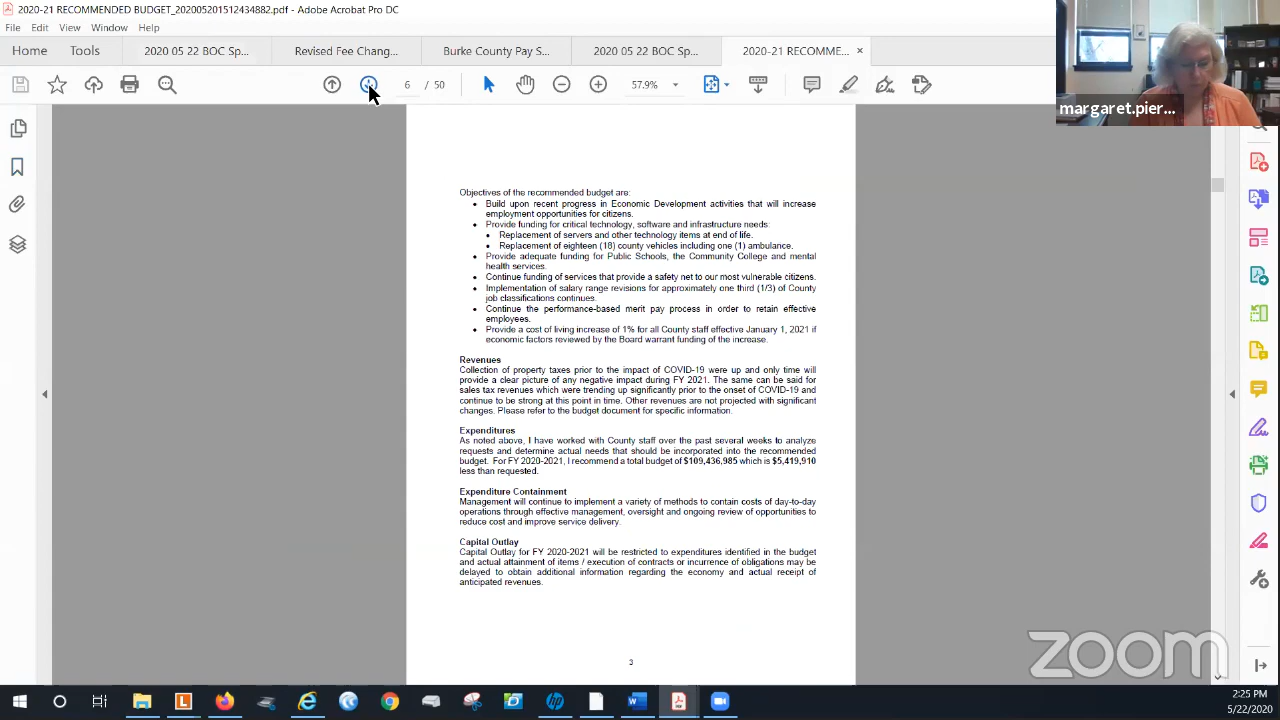 2020-21 RECOMMENDED BUDGET_202005201512434882.pdf - Adobe Acrobat Pro DC
File Edit View Window Help
Home Tools 2020 05 22 BOC Sp... Revised Fee Chang... Burke County Pay S... 2020 05 22 BOC Sp... 2020-21 RECOMME... ×
6 / 50 57.9%
margaret.pier...
Objectives of the recommended budget are:
• Build upon recent progress in Economic Development activities that will increase
employment opportunities for citizens.
• Provide funding for critical technology, software and infrastructure needs:
• Replacement of servers and other technology items at end of life.
• Replacement of eighteen (18) county vehicles including one (1) ambulance.
• Provide adequate funding for Public Schools, the Community College and mental
health services.
• Continue funding of services that provide a safety net to our most vulnerable citizens.
• Implementation of salary range revisions for approximately one third (1/3) of County
job classifications continues.
• Continue the performance-based merit pay process in order to retain effective
employees.
• Provide a cost of living increase of 1% for all County staff effective January 1, 2021 if
economic factors reviewed by the Board warrant funding of the increase.
Revenues
Collection of property taxes prior to the impact of COVID-19 were up and only time will
provide a clear picture of any negative impact during FY 2021. The same can be said for
sales tax revenues which were trending up significantly prior to the onset of COVID-19 and
continue to be strong at this point in time. Other revenues are not projected with significant
changes. Please refer to the budget document for specific information.
Expenditures
As noted above, I have worked with County staff over the past several weeks to analyze
requests and determine actual needs that should be incorporated into the recommended
budget. For FY 2020-2021, I recommend a total budget of $109,436,985 which is $5,419,910
less than requested.
Expenditure Containment
Management will continue to implement a variety of methods to contain costs of day-to-day
operations through effective management, oversight and ongoing review of opportunities to
reduce cost and improve service delivery.
Capital Outlay
Capital Outlay for FY 2020-2021 will be restricted to expenditures identified in the budget
and actual attainment of items / execution of contracts or incurrence of obligations may be
delayed to obtain additional information regarding the economy and actual receipt of
anticipated revenues.
3
zoom
2:25 PM
5/22/2020